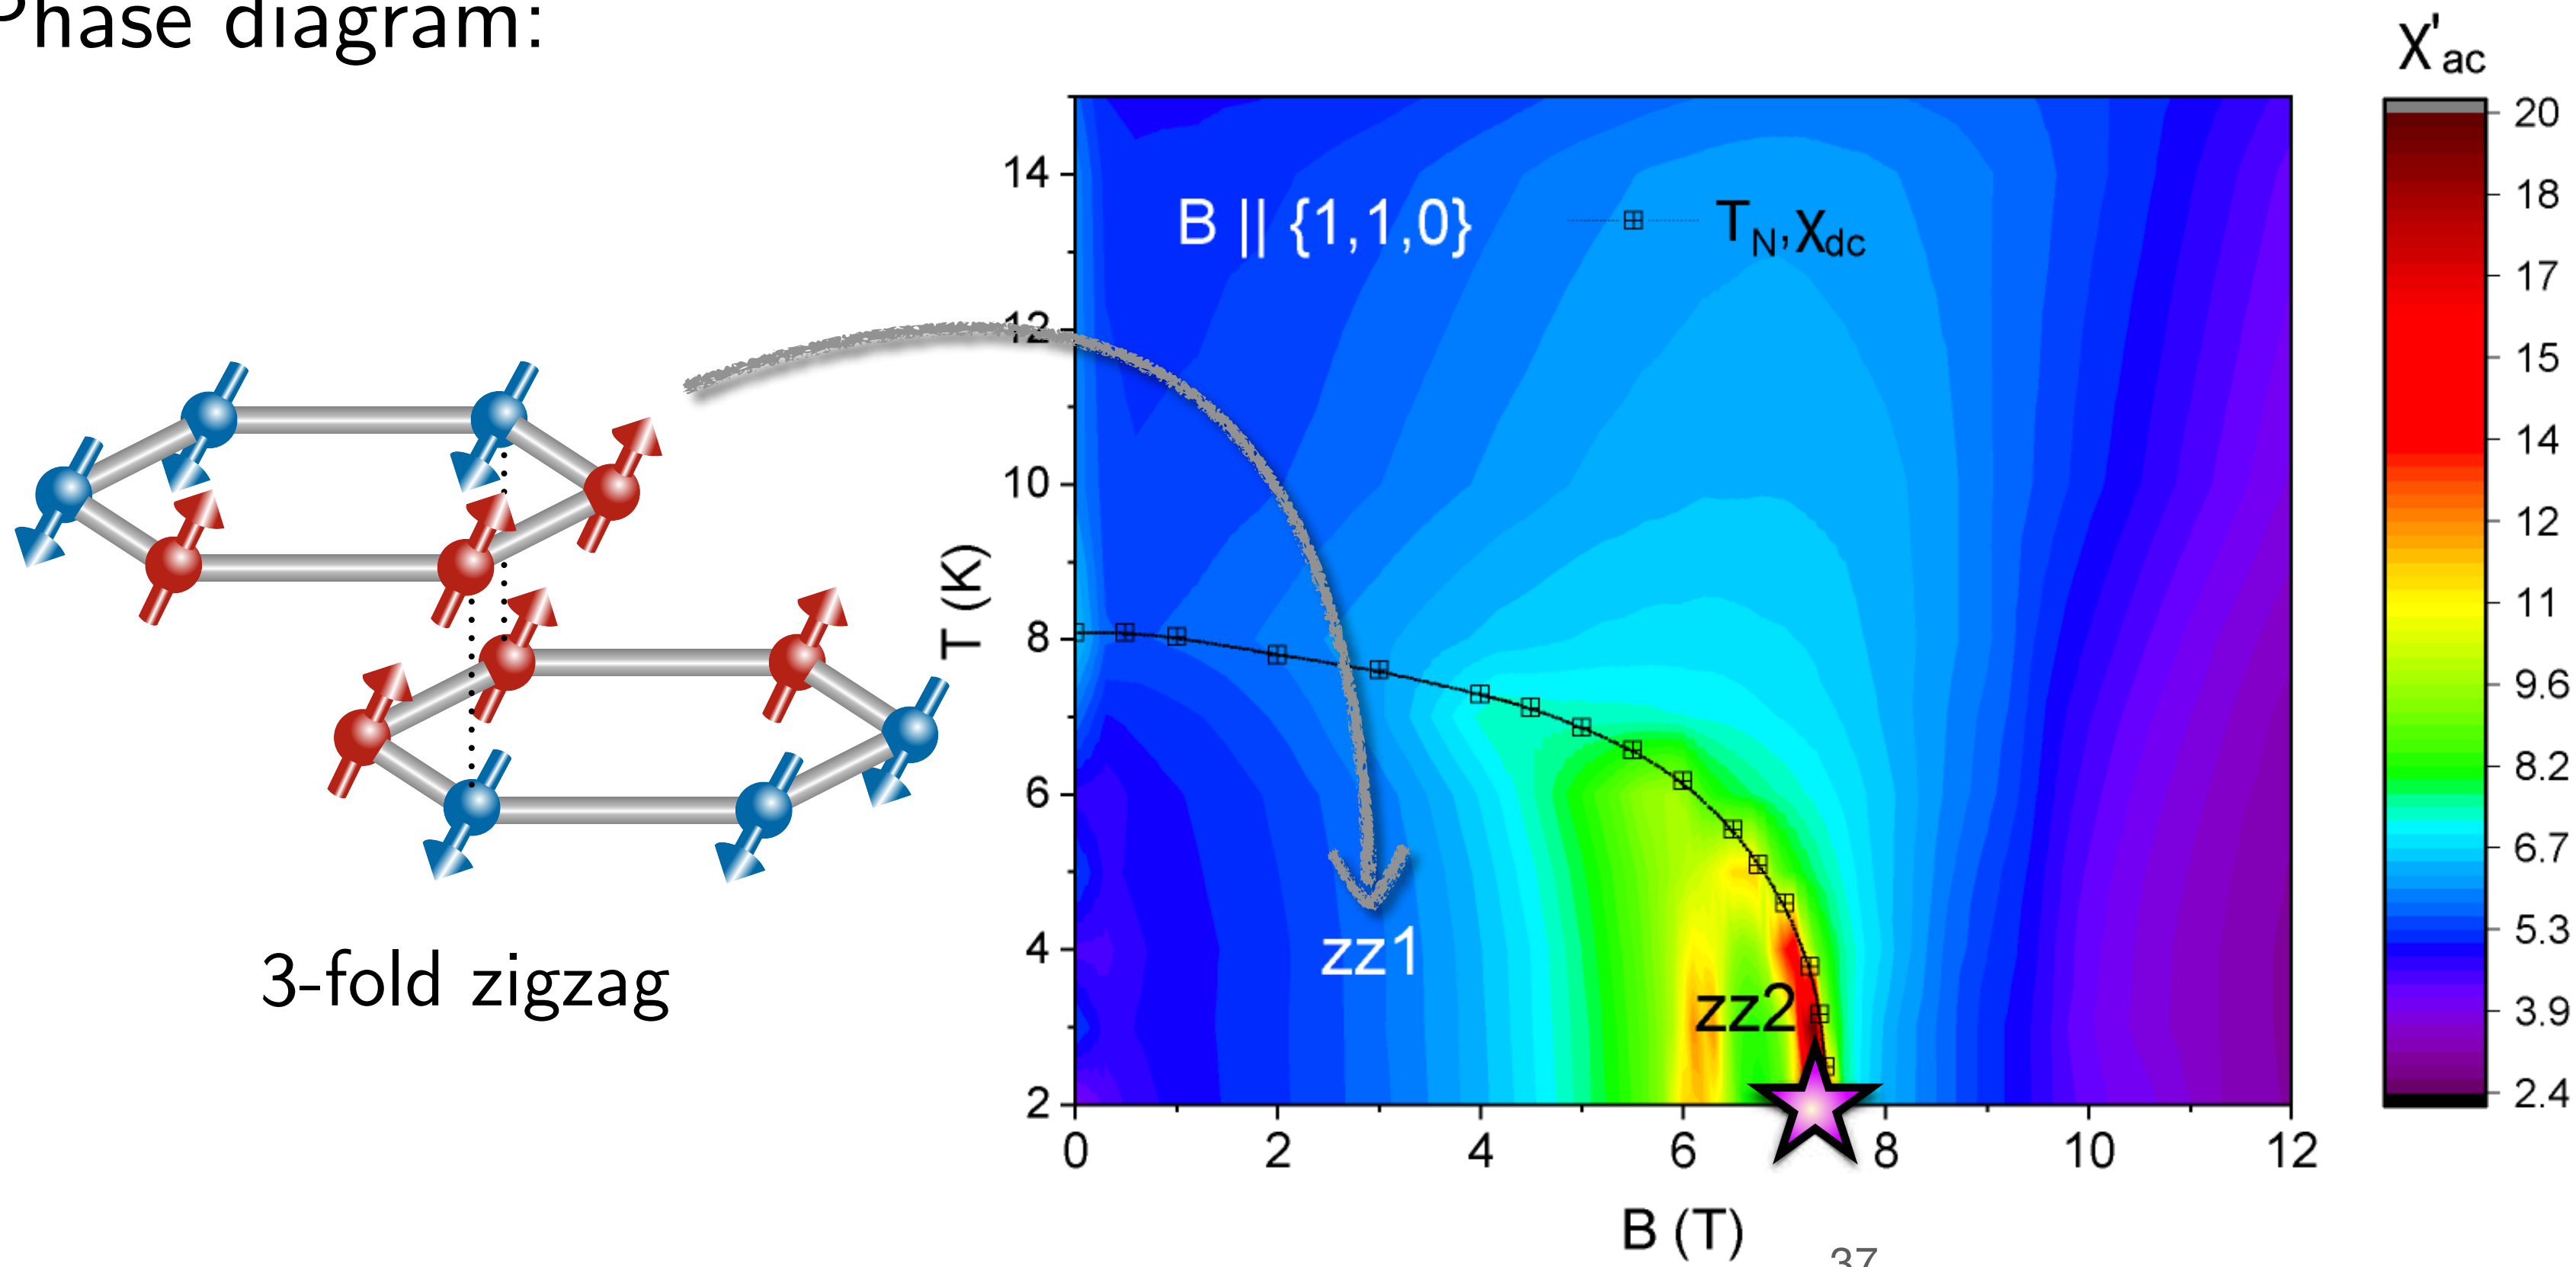 Phase diagram:
χ'ac
B || {1,1,0}
TN,χdc
zz1
zz2
3-fold zigzag
T (K)
14
12
10
8
6
4
2
0 2 4 6 8 10 12
B (T)
20
18
17
15
14
12
11
9.6
8.2
6.7
5.3
3.9
2.4
37